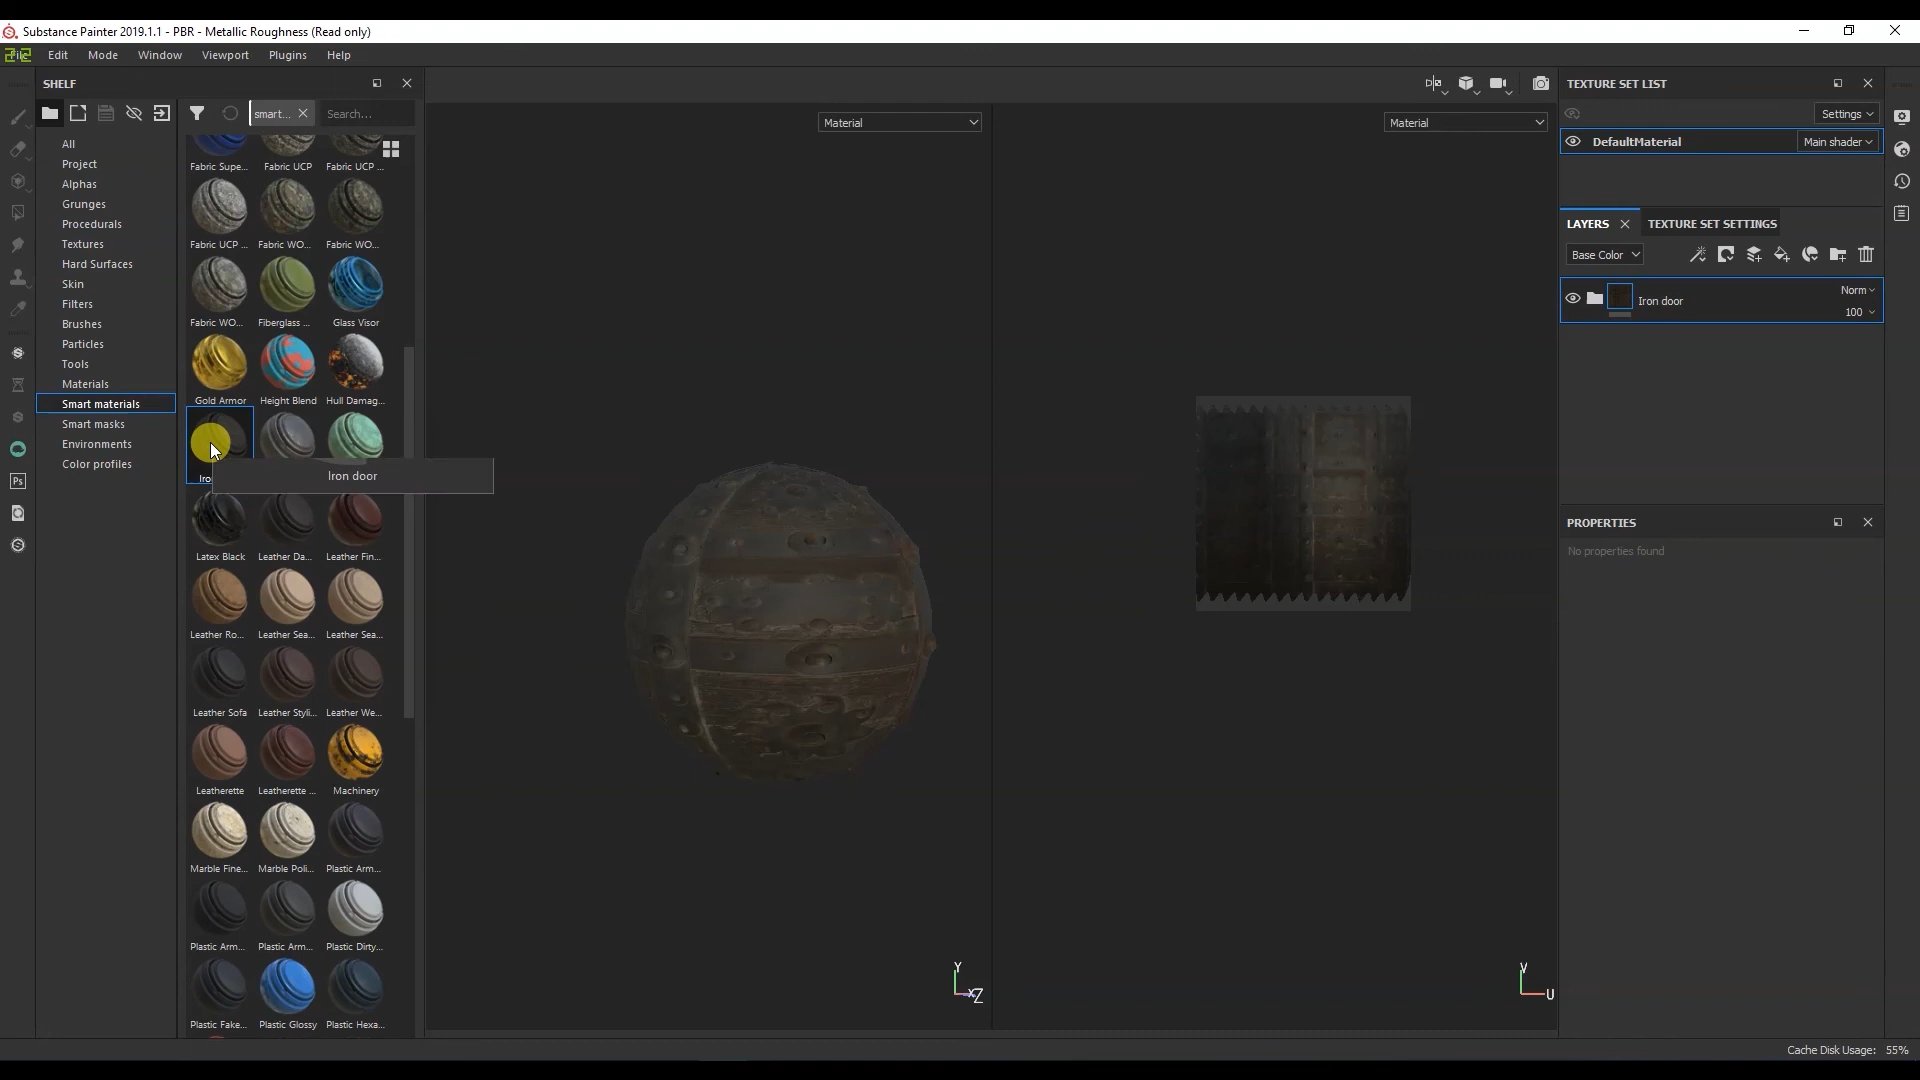 Substance Painter 2019.1.1 - PBR - Metallic Roughness (Read only)
File Edit Mode Window Viewport Plugins Help
SHELF
smart...
Search...
All
Project
Alphas
Grunges
Procedurals
Textures
Hard Surfaces
Skin
Filters
Brushes
Particles
Tools
Materials
Smart materials
Smart masks
Environments
Color profiles
Fabric Supe... Fabric UCP Fabric UCP ...
Fabric UCP ... Fabric WO... Fabric WO...
Fabric WO... Fiberglass ... Glass Visor
Gold Armor Height Blend Hull Damag...
Iro
Iron door
Latex Black Leather Da... Leather Fin...
Leather Ro... Leather Sea... Leather Sea...
Leather Sofa Leather Styli... Leather We...
Leatherette Leatherette ... Machinery
Marble Fine... Marble Poli... Plastic Arm...
Plastic Arm... Plastic Arm... Plastic Dirty...
Plastic Fake... Plastic Glossy Plastic Hexa...
Ps
Material
Material
Y
X
Z
V
U
TEXTURE SET LIST
Settings
DefaultMaterial Main shader
LAYERS TEXTURE SET SETTINGS
Base Color
Iron door
Norm
100
PROPERTIES
No properties found
Cache Disk Usage: 55%